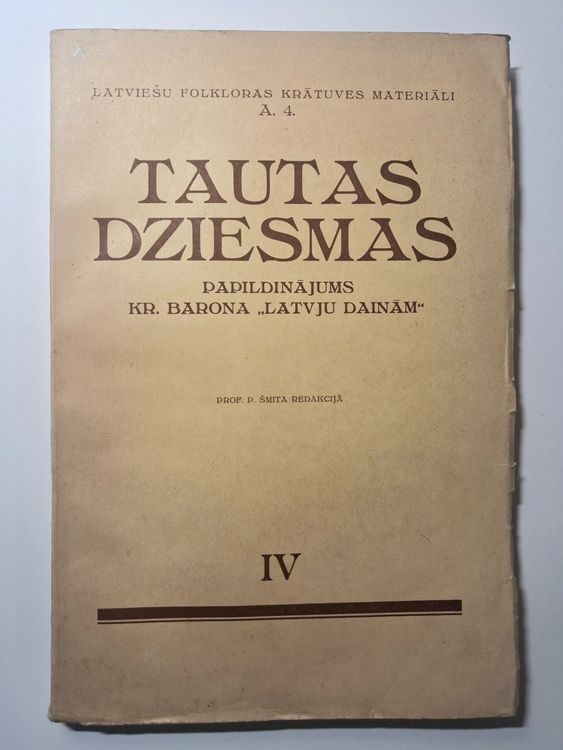 LATVIEŠU FOLKLORAS KRĀTUVES MATERIĀLI
A. 4.
TAUTAS
DZIESMAS
PAPILDINĀJUMS
KR. BARONA „LATVJU DAINĀM“
PROF. P. ŠMITA REDAKCIJĀ
IV